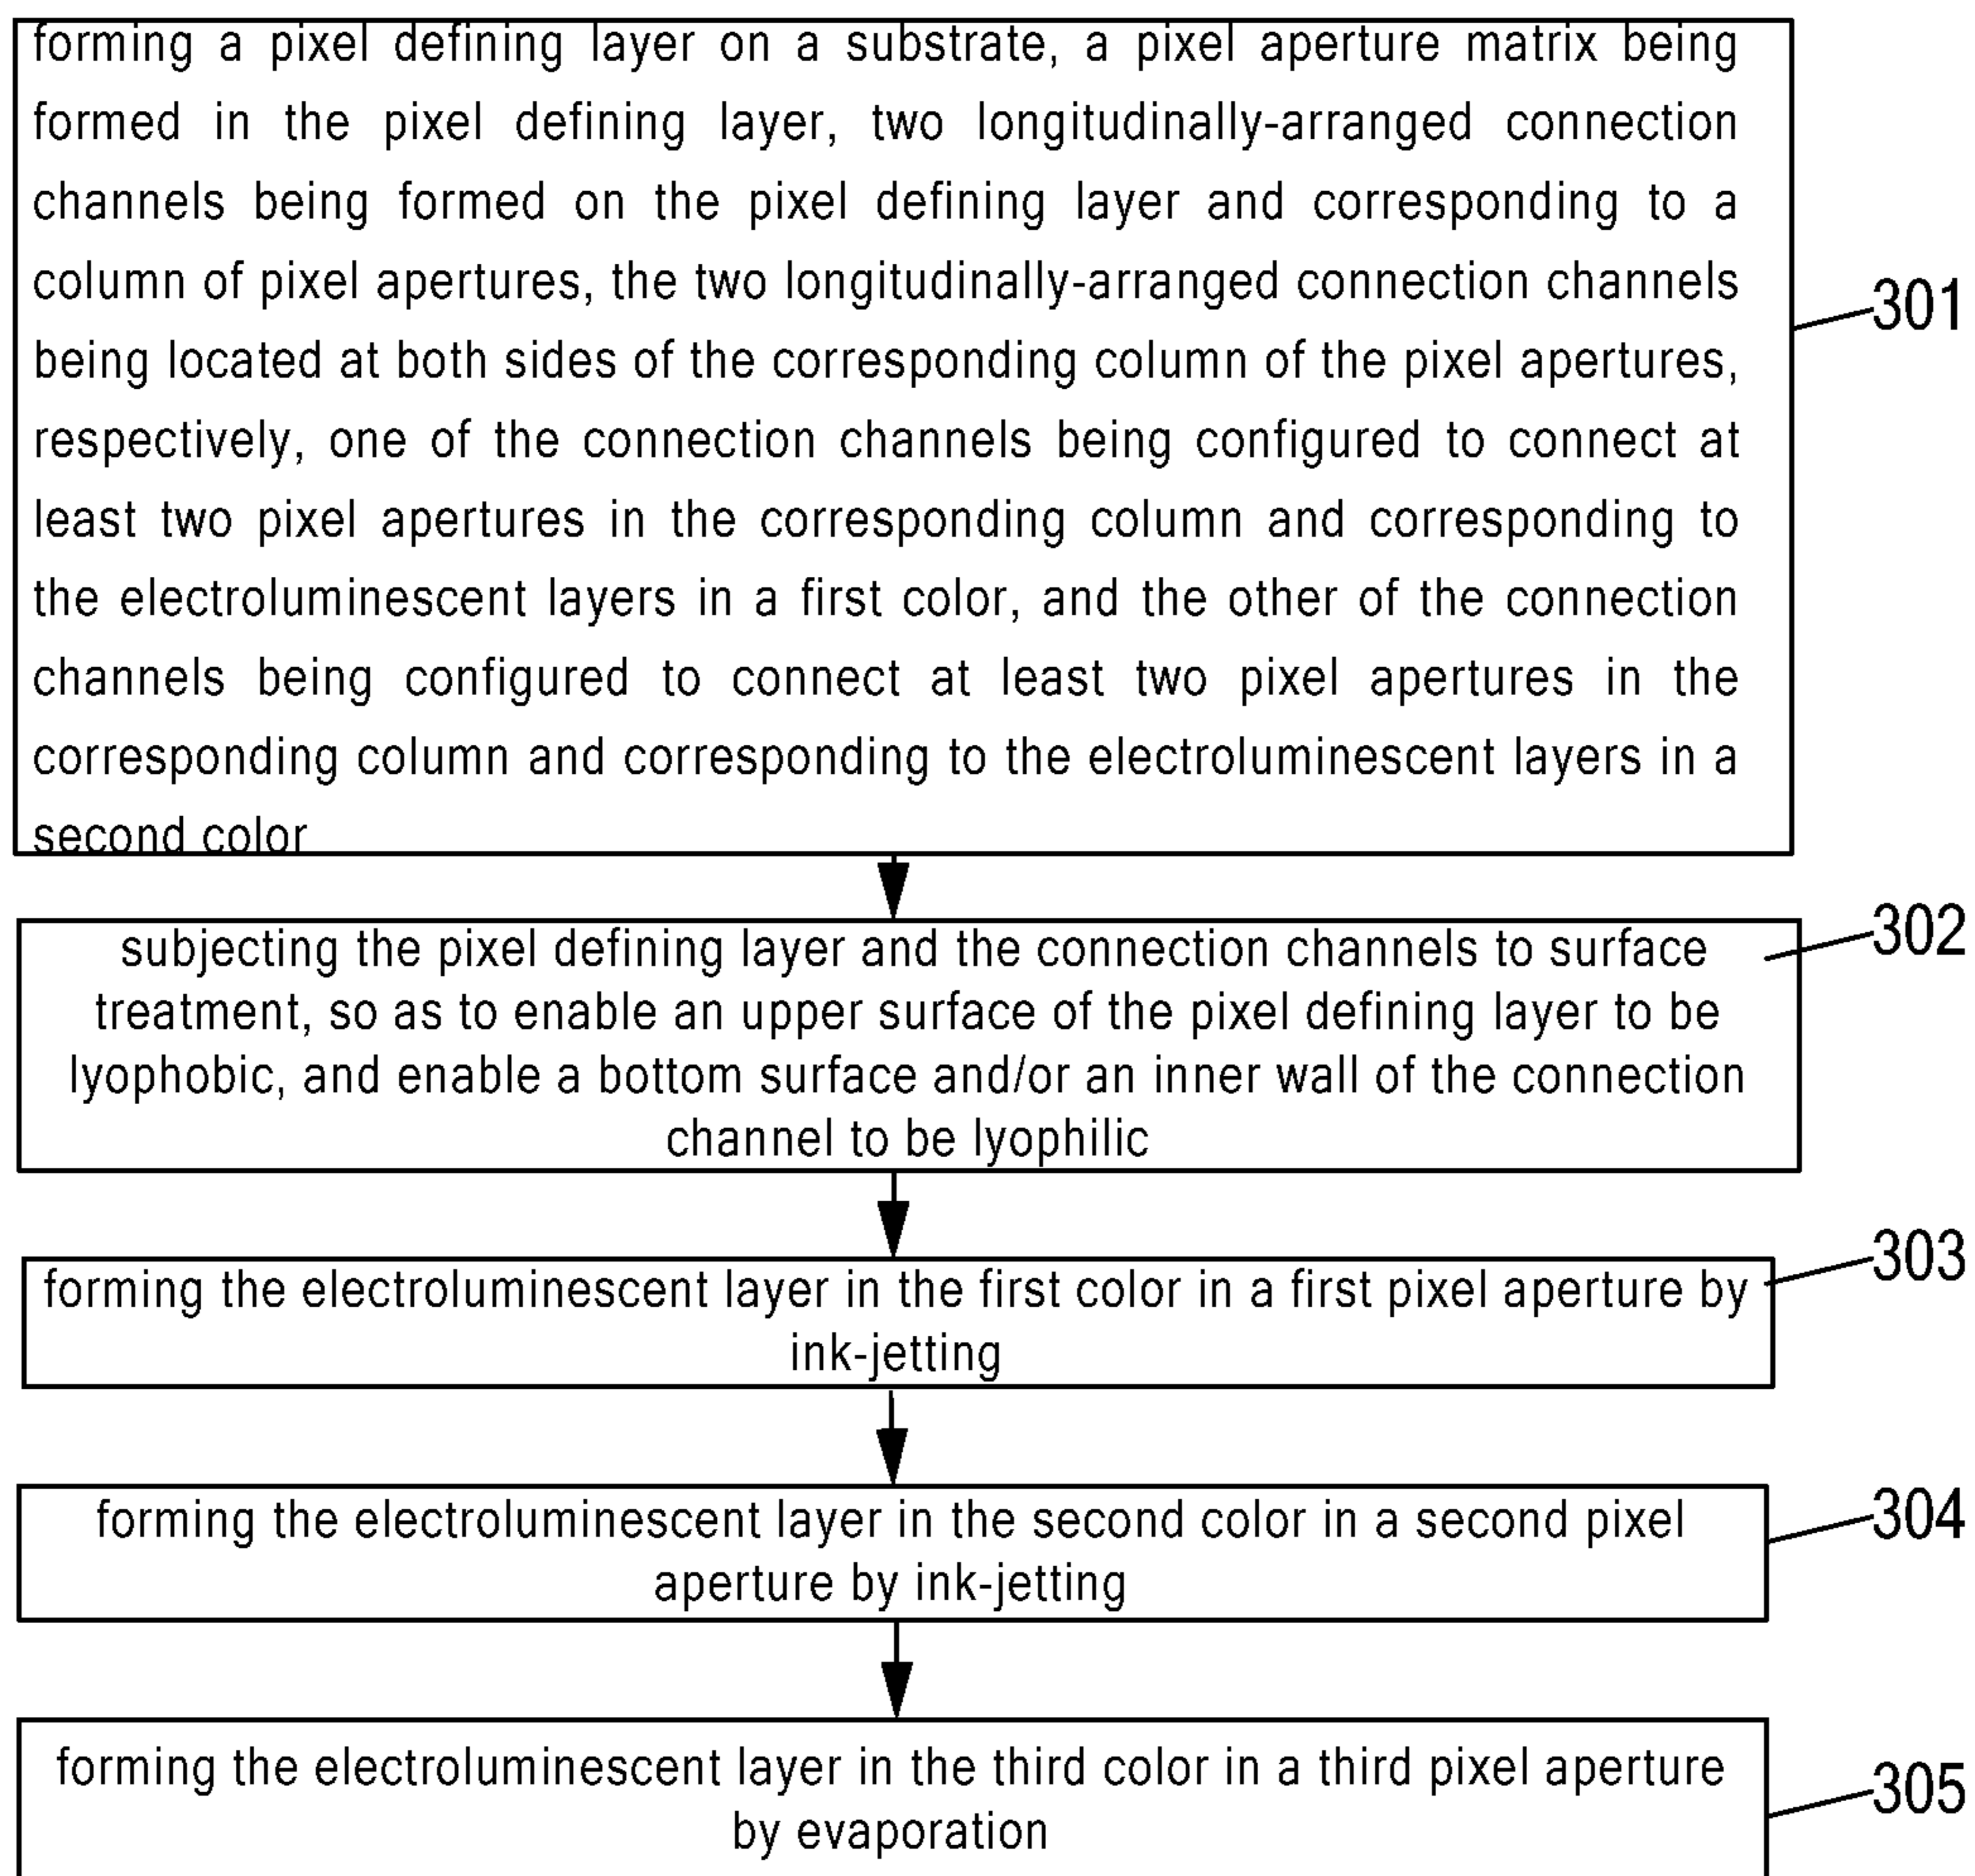 forming a pixel defining layer on a substrate, a pixel aperture matrix being
formed in the pixel defining layer, two longitudinally-arranged connection
channels being formed on the pixel defining layer and corresponding to a
column of pixel apertures, the two longitudinally-arranged connection channels
being located at both sides of the corresponding column of the pixel apertures,
respectively, one of the connection channels being configured to connect at
least two pixel apertures in the corresponding column and corresponding to
the electroluminescent layers in a first color, and the other of the connection
channels being configured to connect at least two pixel apertures in the
corresponding column and corresponding to the electroluminescent layers in a
second color
301
subjecting the pixel defining layer and the connection channels to surface
treatment, so as to enable an upper surface of the pixel defining layer to be
lyophobic, and enable a bottom surface and/or an inner wall of the connection
channel to be lyophilic
302
forming the electroluminescent layer in the first color in a first pixel aperture by
ink-jetting
303
forming the electroluminescent layer in the second color in a second pixel
aperture by ink-jetting
304
forming the electroluminescent layer in the third color in a third pixel aperture
by evaporation
305